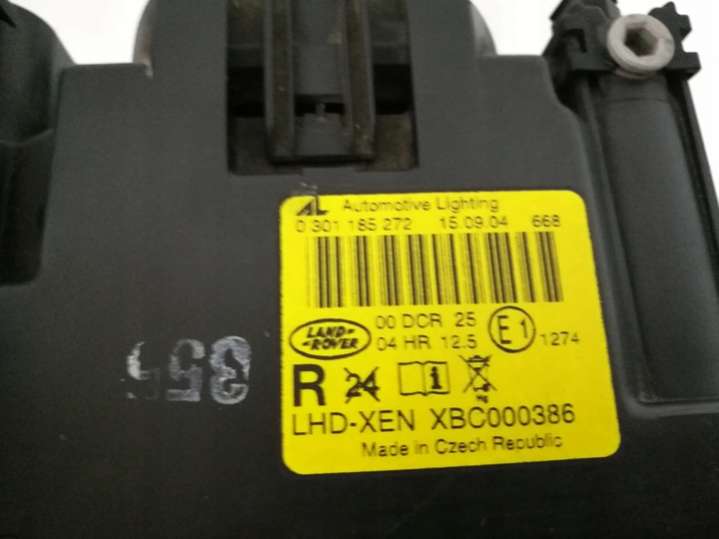 AL Automotive Lighting
0 301 185 272 15.09.04 668
LAND-
-ROVER
00 DCR 25
04 HR 12.5
E1
1274
R 24 i
LHD-XEN XBC000386
Made in Czech Republic